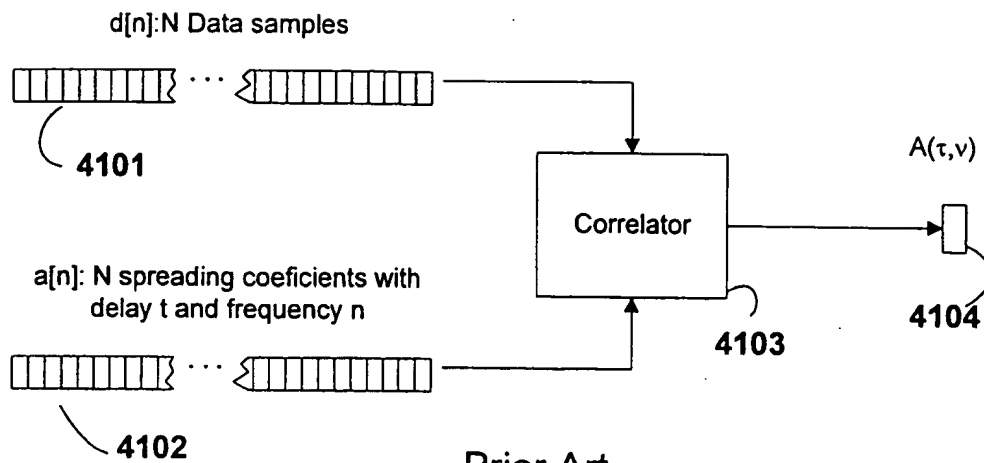 d[n]:N Data samples
. . .
4101
A(τ,ν)
Correlator
a[n]: N spreading coeficients with
delay t and frequency n
4103
4104
. . .
4102
Prior Art